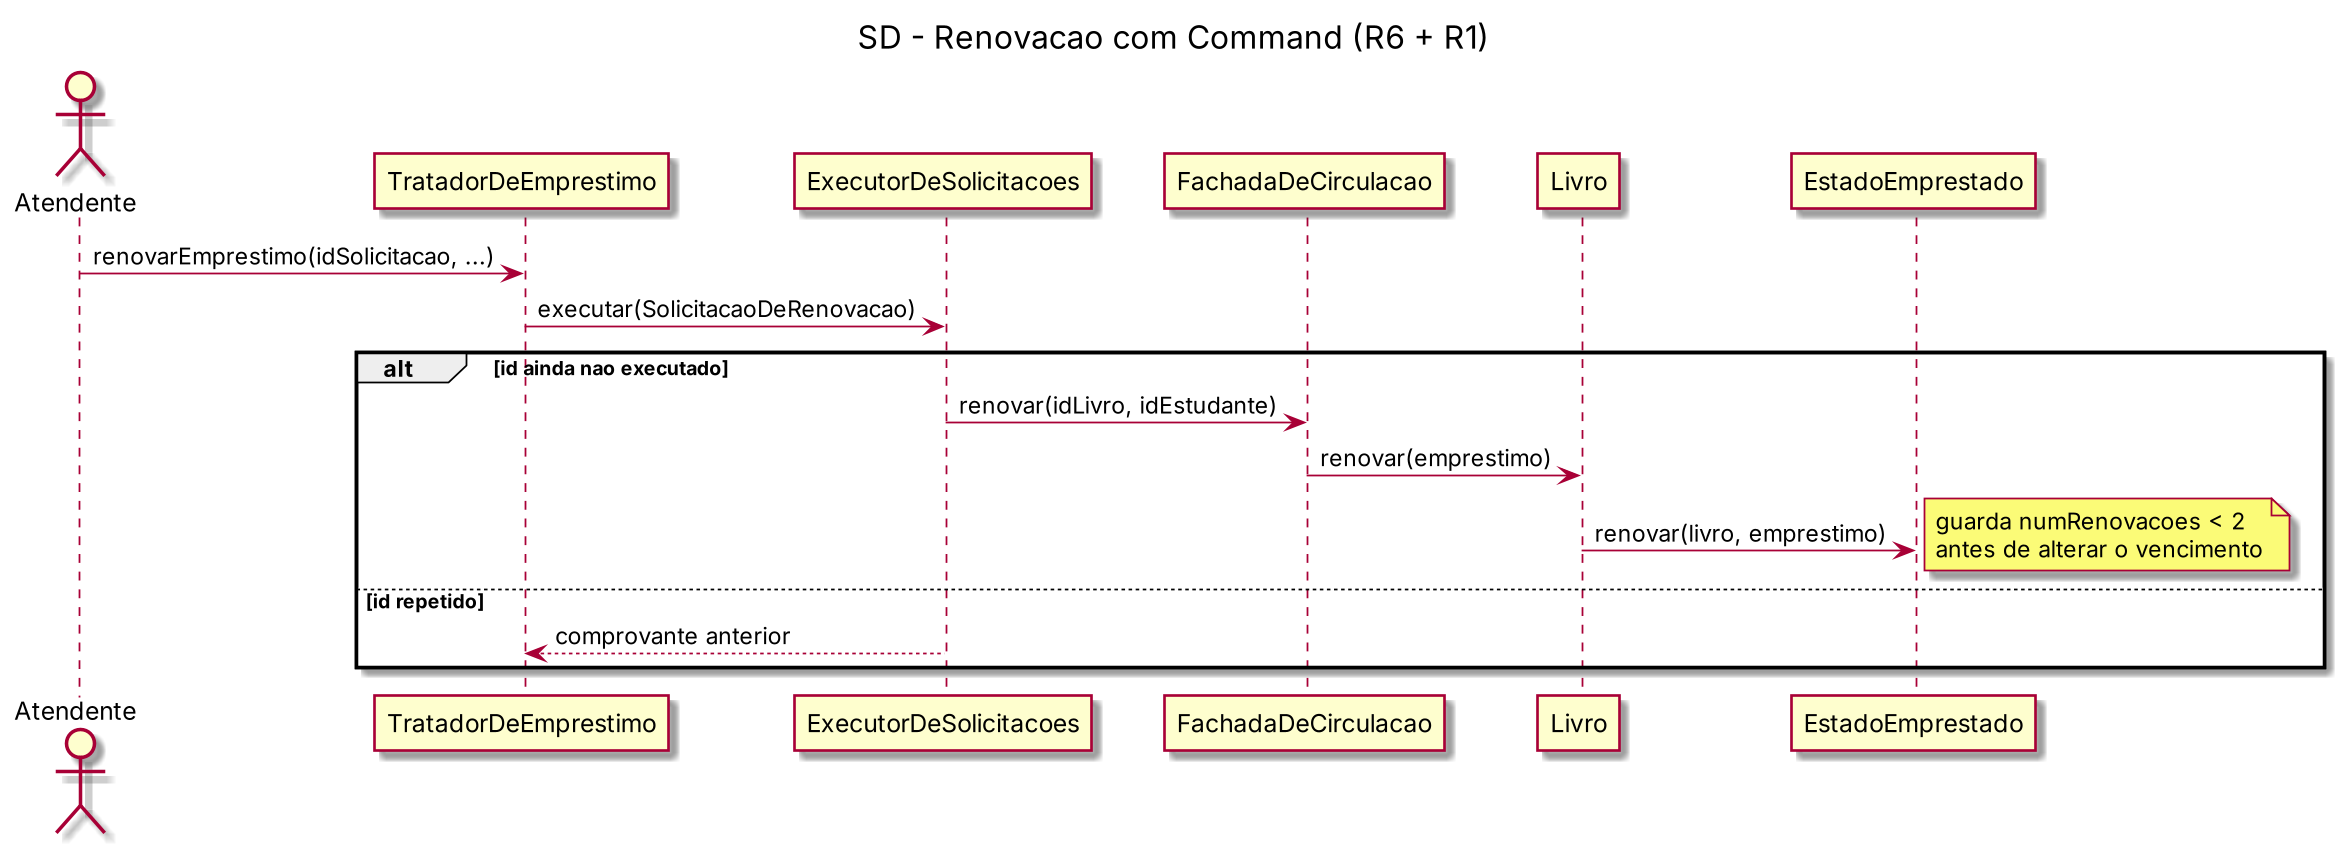 SD - Renovacao com Command (R6 + R1)
Atendente
TratadorDeEmprestimo
ExecutorDeSolicitacoes
FachadaDeCirculacao
Livro
EstadoEmprestado
renovarEmprestimo(idSolicitacao, ...)
executar(SolicitacaoDeRenovacao)
alt
[id ainda nao executado]
renovar(idLivro, idEstudante)
renovar(emprestimo)
renovar(livro, emprestimo)
guarda numRenovacoes < 2
antes de alterar o vencimento
[id repetido]
comprovante anterior
Atendente
TratadorDeEmprestimo
ExecutorDeSolicitacoes
FachadaDeCirculacao
Livro
EstadoEmprestado